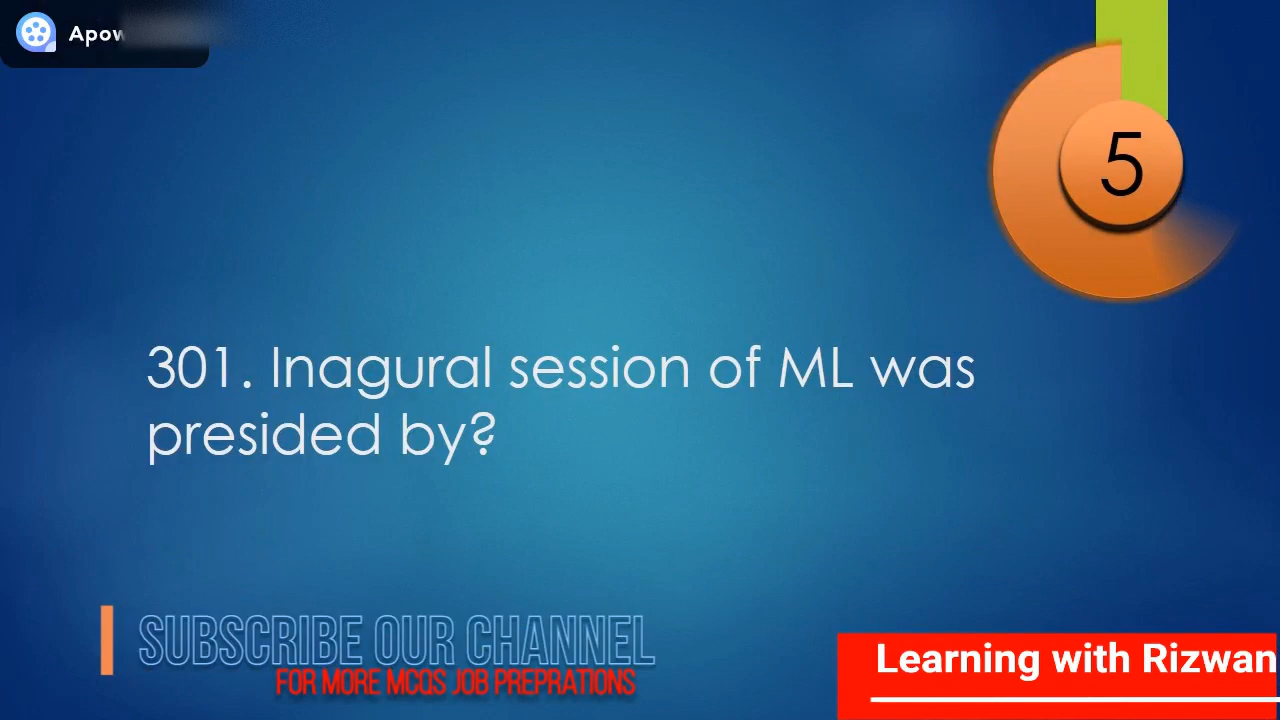 5
301. Inagural session of ML was
presided by?
SUBSCRIBE OUR CHANNEL
FOR MORE MCQS JOB PREPRATIONS
Learning with Rizwan